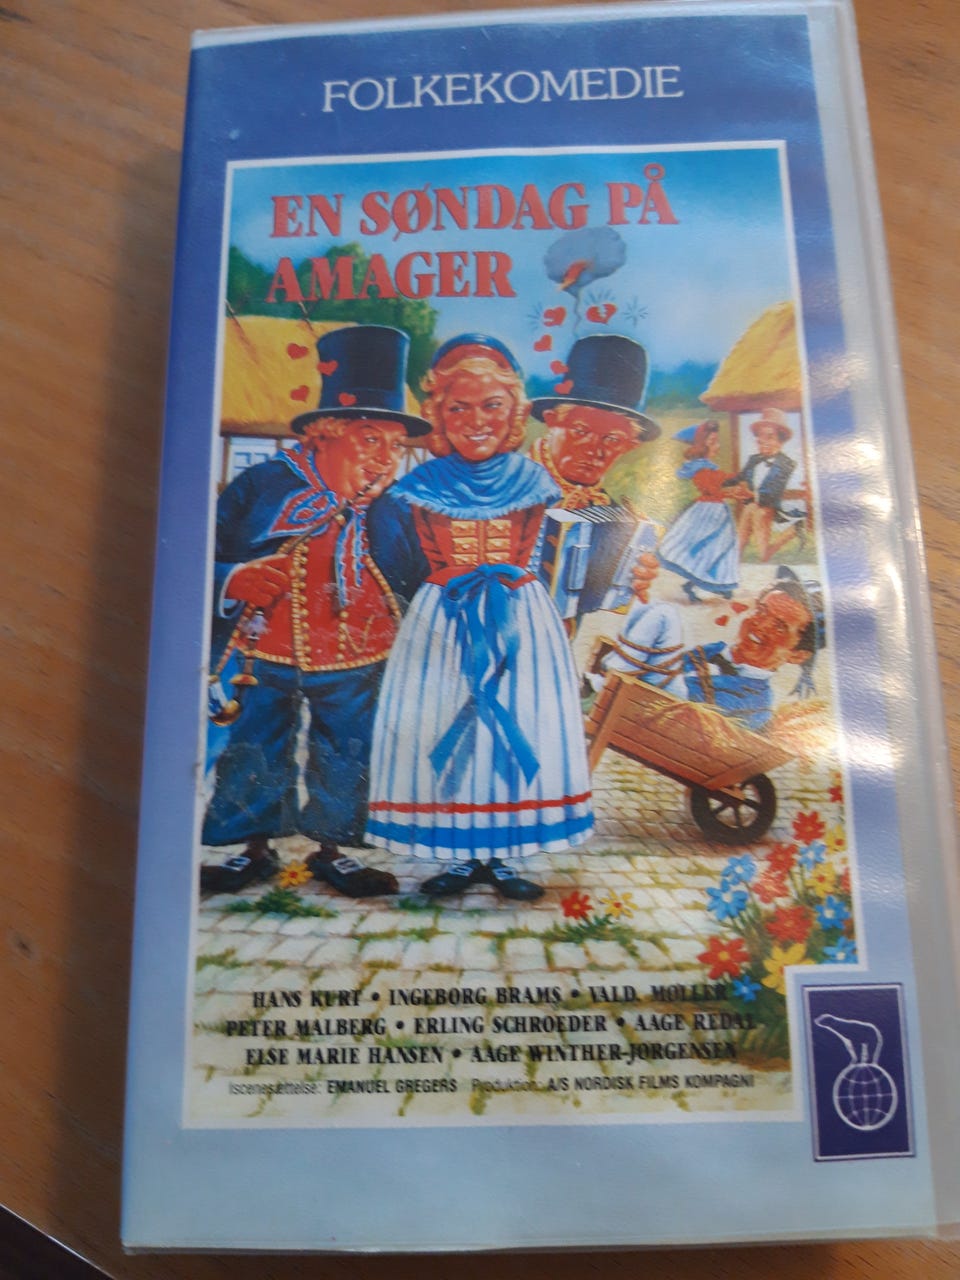 FOLKEKOMEDIE
EN SØNDAG PÅ
AMAGER
HANS KURT • INGEBORG BRAMS • VALD. MØLLER
PETER MALBERG • ERLING SCHROEDER • AAGE REDAL
ELSE MARIE HANSEN • AAGE WINTHER-JØRGENSEN
Iscenesættelse: EMANUEL GREGERS Produktion: A/S NORDISK FILMS KOMPAGNI